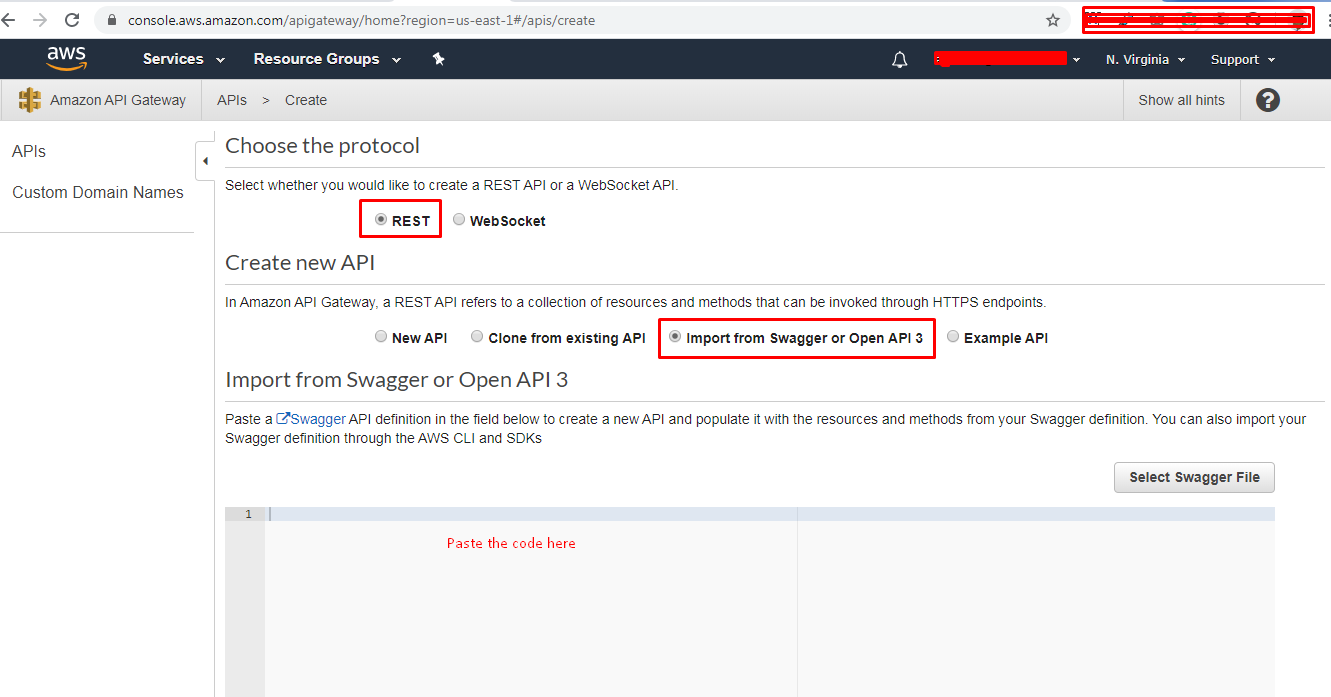 console.aws.amazon.com/apigateway/home?region=us-east-1#/apis/create
aws Services Resource Groups N. Virginia Support
Amazon API Gateway APIs > Create Show all hints ?
APIs
Custom Domain Names
Choose the protocol
Select whether you would like to create a REST API or a WebSocket API.
REST WebSocket
Create new API
In Amazon API Gateway, a REST API refers to a collection of resources and methods that can be invoked through HTTPS endpoints.
New API Clone from existing API Import from Swagger or Open API 3 Example API
Import from Swagger or Open API 3
Paste a Swagger API definition in the field below to create a new API and populate it with the resources and methods from your Swagger definition. You can also import your
Swagger definition through the AWS CLI and SDKs
Select Swagger File
1
Paste the code here